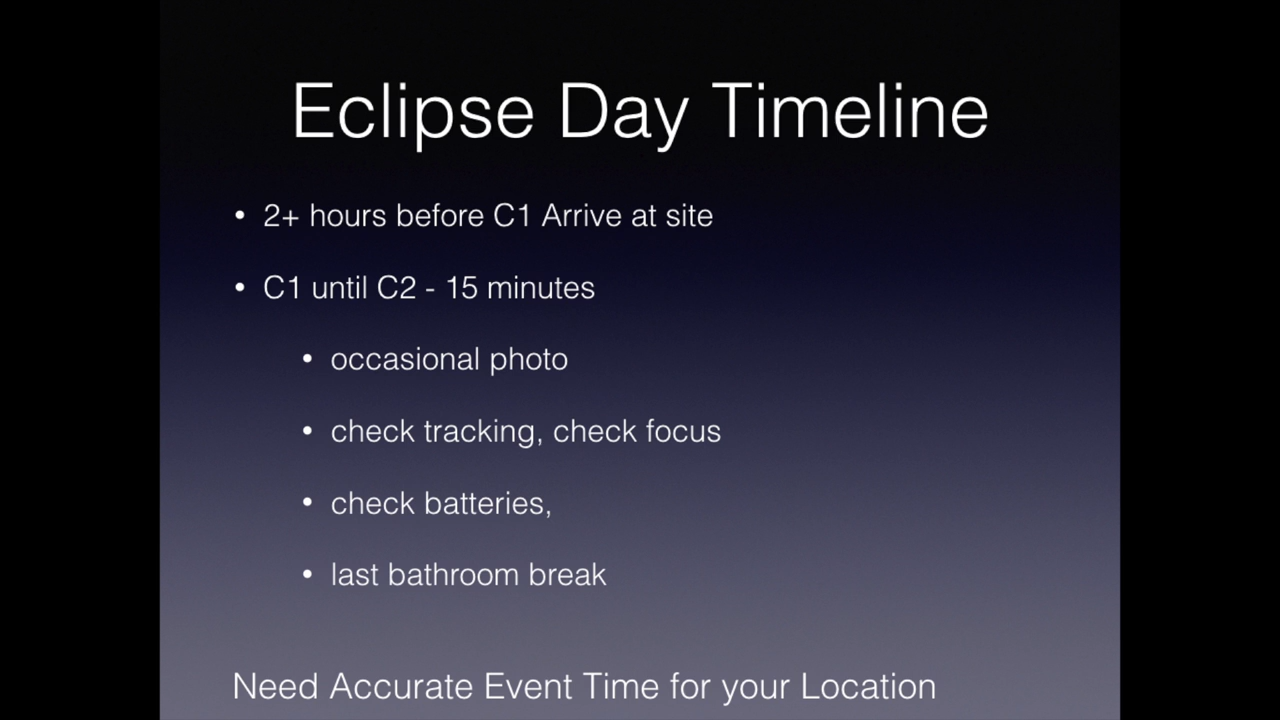 Eclipse Day Timeline
• 2+ hours before C1 Arrive at site
• C1 until C2 - 15 minutes
• occasional photo
• check tracking, check focus
• check batteries,
• last bathroom break
Need Accurate Event Time for your Location